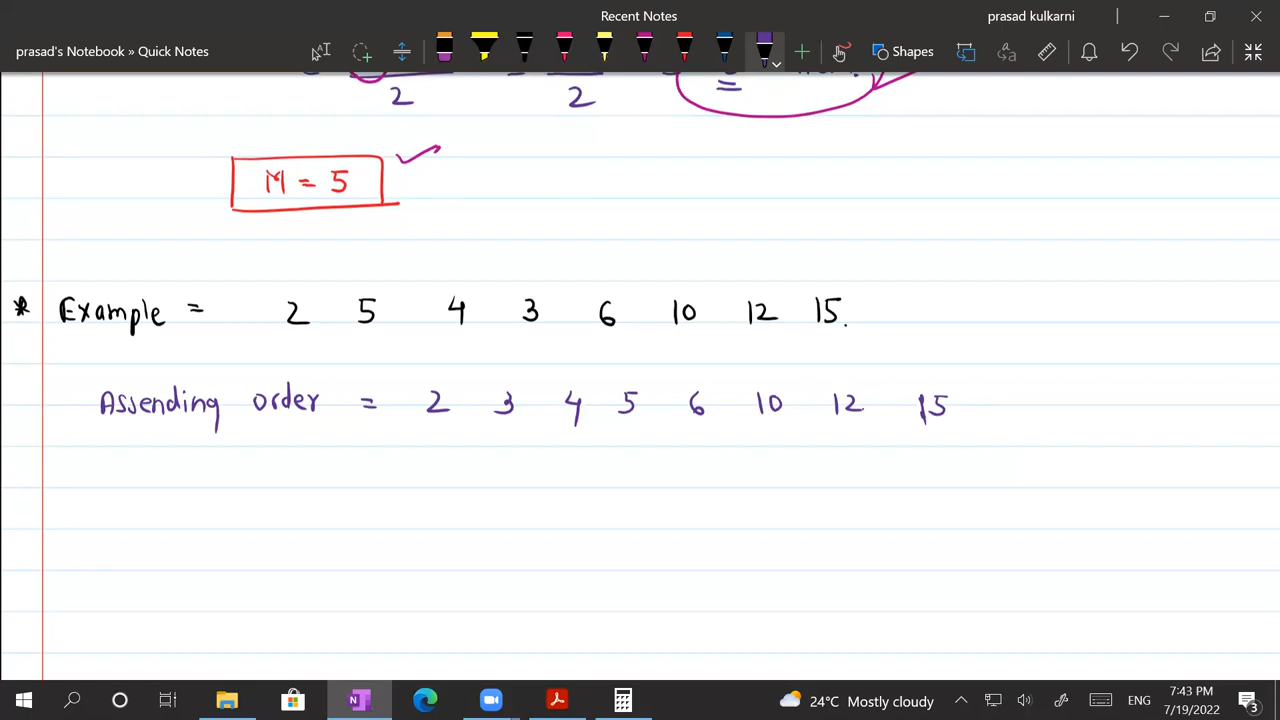 Recent Notes
prasad kulkarni
prasad's Notebook » Quick Notes
Shapes
2 2 =
M = 5
* Example = 2 5 4 3 6 10 12 15.
Assending order = 2 3 4 5 6 10 12 15
24°C Mostly cloudy
ENG
7:43 PM
7/19/2022
3